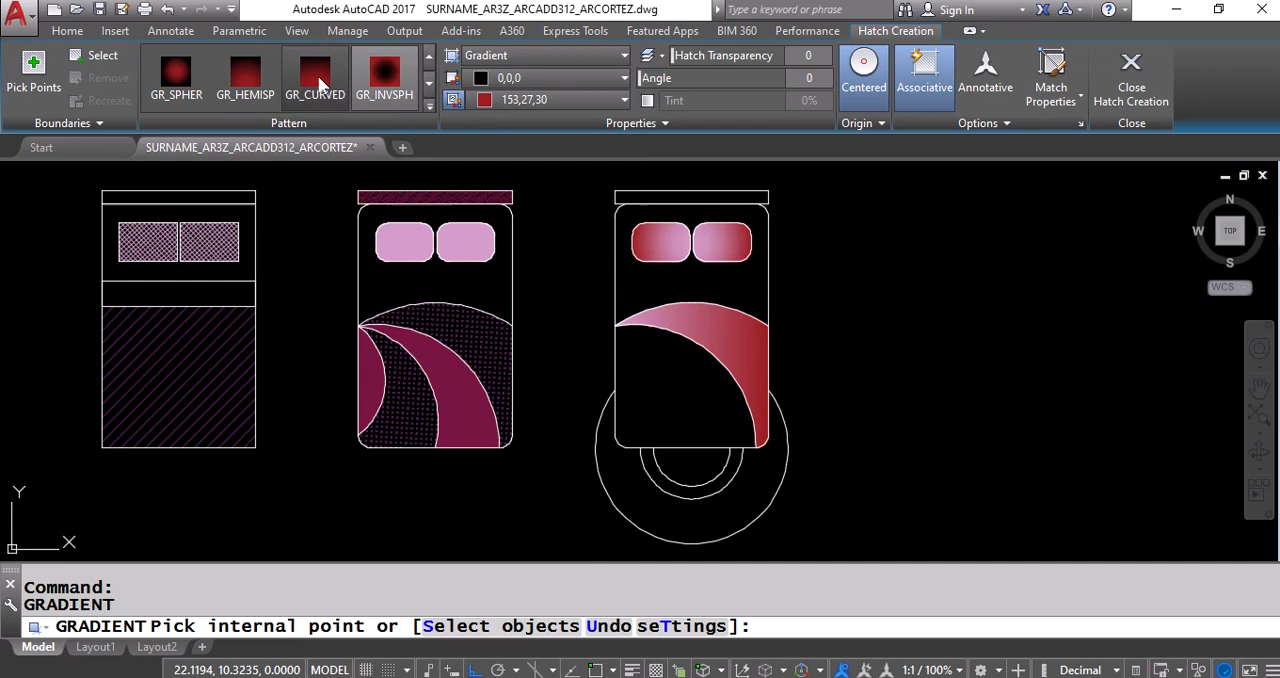 Autodesk AutoCAD 2017 SURNAME_AR3Z_ARCADD312_ARCORTEZ.dwg
Type a keyword or phrase
Sign In
Home Insert Annotate Parametric View Manage Output Add-ins A360 Express Tools Featured Apps BIM 360 Performance Hatch Creation
Pick Points
Select
Remove
Recreate
Boundaries
GR_SPHER GR_HEMISP GR_CURVED GR_INVSPH
Pattern
Gradient
0,0,0
153,27,30
Hatch Transparency 0
Angle 0
Tint 0%
Properties
Centered
Origin
Associative
Annotative
Match
Properties
Options
Close
Hatch Creation
Close
Start SURNAME_AR3Z_ARCADD312_ARCORTEZ*
N
W TOP E
S
WCS
Y
X
Command:
GRADIENT
GRADIENT Pick internal point or [Select objects Undo seTtings]:
Model Layout1 Layout2
22.1194, 10.3235, 0.0000 MODEL 1:1 / 100% Decimal